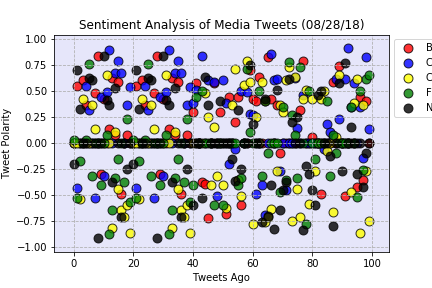 Sentiment Analysis of Media Tweets (08/28/18)
1.00
0.75
0.50
0.25
0.00
−0.25
−0.50
−0.75
−1.00
Tweet Polarity
0
20
40
60
80
100
Tweets Ago
B
C
C
F
N